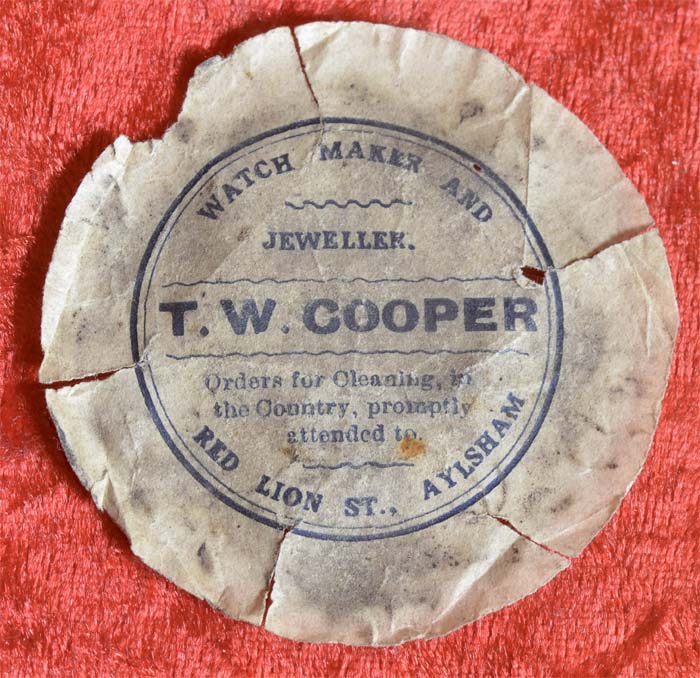 WATCH MAKER AND
JEWELLER.
T. W. COOPER
Orders for Cleaning, in
the Country, promptly
attended to.
RED LION ST., AYLSHAM